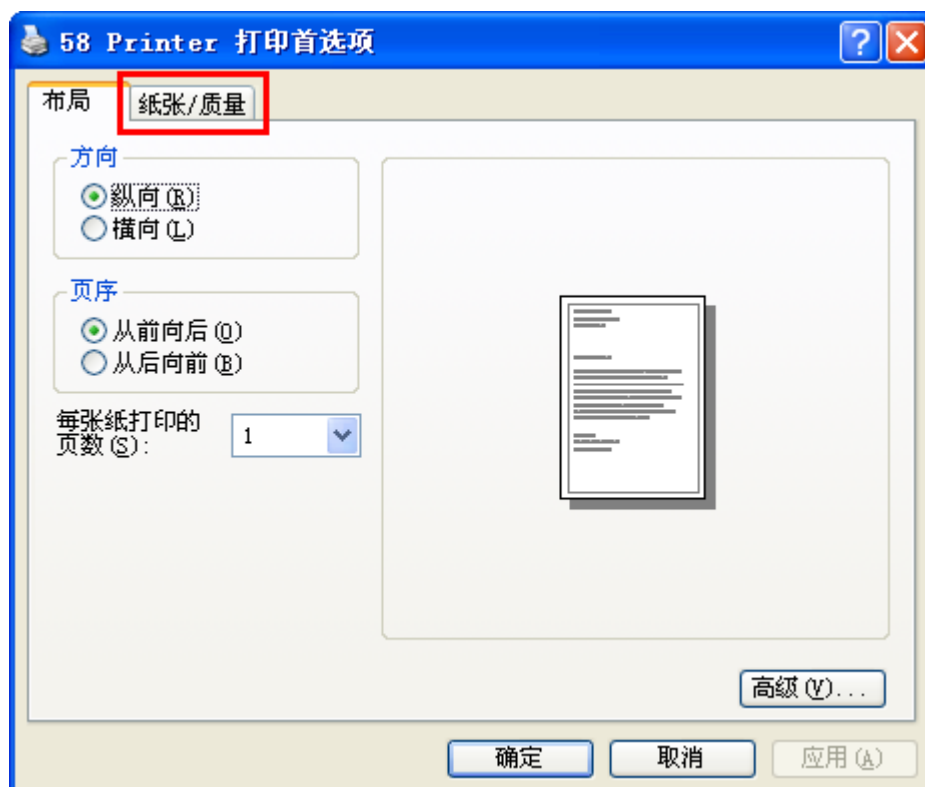 58 Printer 打印首选项
布局
纸张/质量
方向
纵向(R)
横向(L)
页序
从前向后(O)
从后向前(B)
每张纸打印的
页数(S):
1
高级(V)...
确定
取消
应用(A)